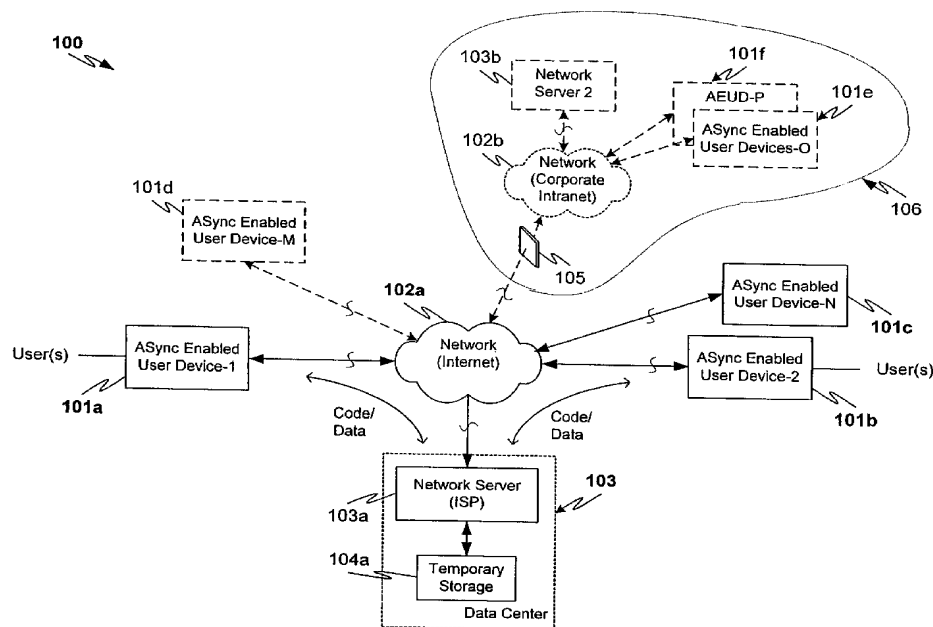 100
103b
Network
Server 2
101f
AEUD-P
101e
ASync Enabled
User Devices-O
102b
Network
(Corporate
Intranet)
106
101d
ASync Enabled
User Device-M
105
102a
Network
(Internet)
ASync Enabled
User Device-N
101c
User(s)
ASync Enabled
User Device-1
101a
ASync Enabled
User Device-2
User(s)
101b
Code/
Data
Code/
Data
Network Server
(ISP)
103
103a
104a
Temporary
Storage
Data Center